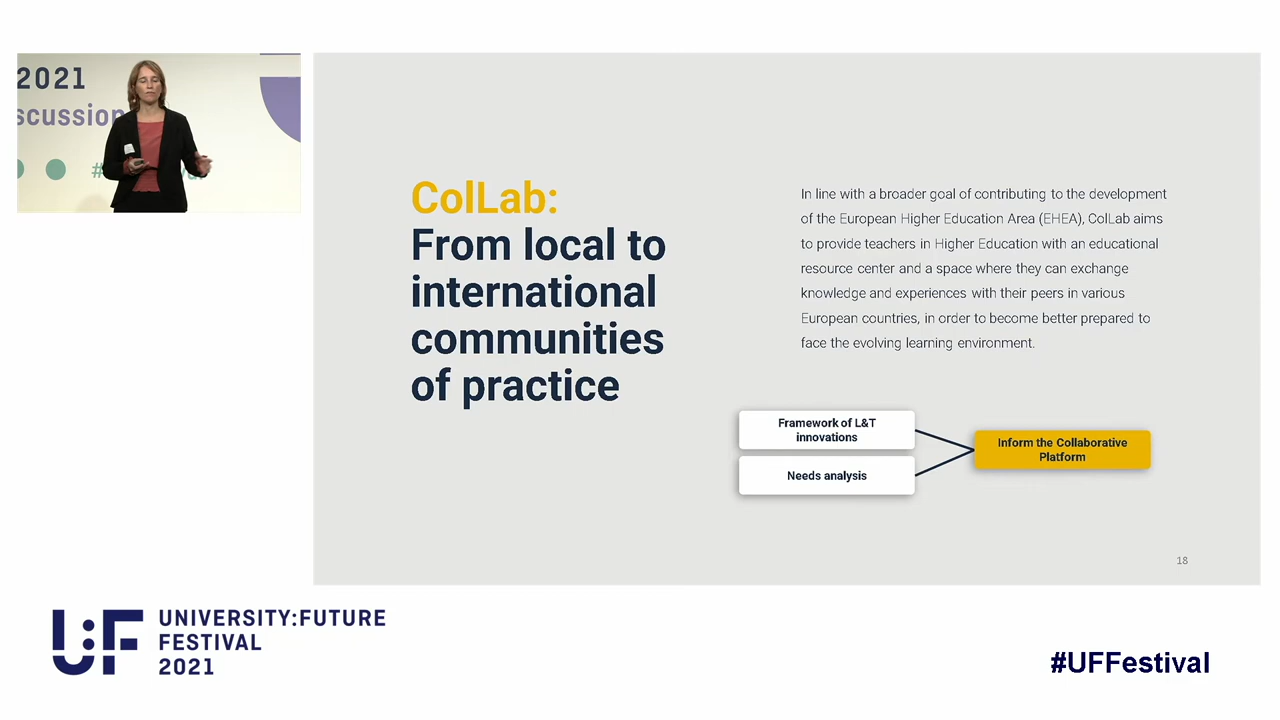 2021
scussion
#
ColLab:
From local to
international
communities
of practice
In line with a broader goal of contributing to the development
of the European Higher Education Area (EHEA), ColLab aims
to provide teachers in Higher Education with an educational
resource center and a space where they can exchange
knowledge and experiences with their peers in various
European countries, in order to become better prepared to
face the evolving learning environment.
Framework of L&T
innovations
Needs analysis
Inform the Collaborative
Platform
18
U:F
UNIVERSITY:FUTURE
FESTIVAL
2021
#UFFestival